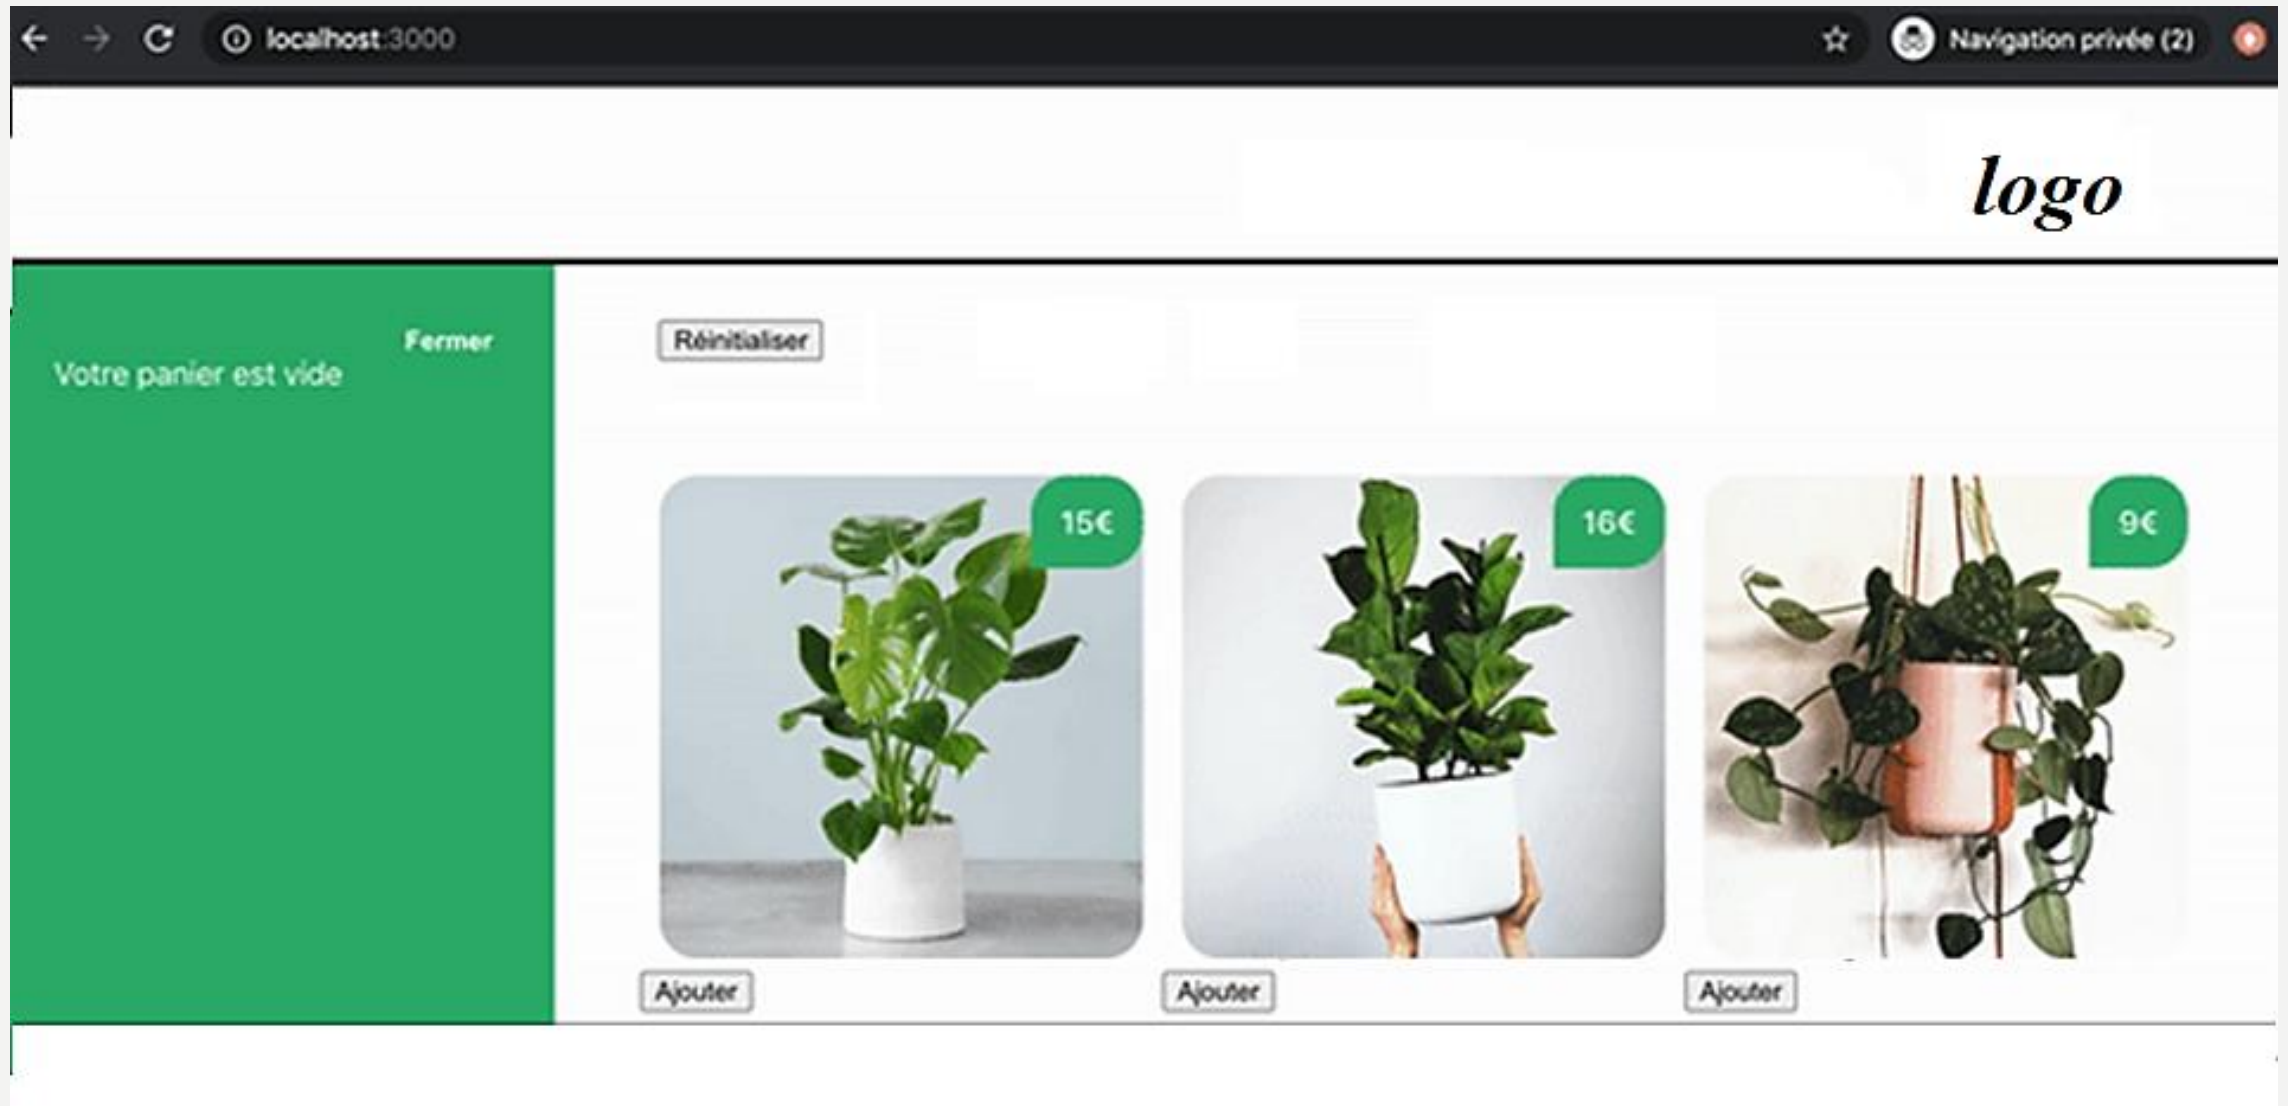 localhost:3000
Navigation privée (2)
logo
Fermer
Votre panier est vide
Réinitialiser
15€
16€
9€
Ajouter
Ajouter
Ajouter